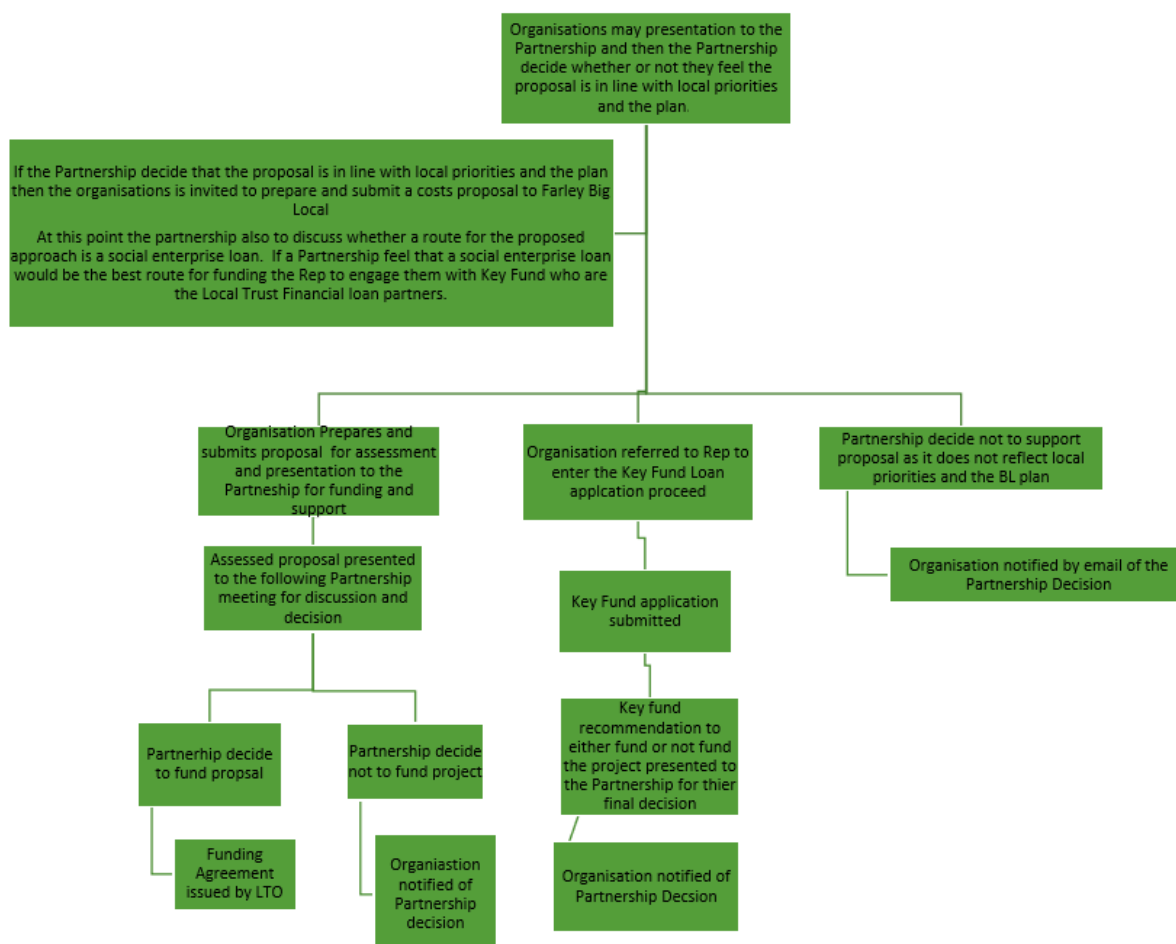 Organisations may presentation to the
Partnership and then the Partnership
decide whether or not they feel the
proposal is in line with local priorities
and the plan.
If the Partnership decide that the proposal is in line with local priorities and the plan
then the organisations is invited to prepare and submit a costs proposal to Farley Big
Local
At this point the partnership also to discuss whether a route for the proposed
approach is a social enterprise loan. If a Partnership feel that a social enterprise loan
would be the best route for funding the Rep to engage them with Key Fund who are
the Local Trust Financial loan partners.
Organisation Prepares and
submits proposal for assessment
and presentation to the
Partneship for funding and
support
Organisation referred to Rep to
enter the Key Fund Loan
applcation proceed
Partnership decide not to support
proposal as it does not reflect local
priorities and the BL plan
Assessed proposal presented
to the following Partnership
meeting for discussion and
decision
Key Fund application
submitted
Organisation notified by email of the
Partnership Decision
Partnerhip decide
to fund propsal
Partnership decide
not to fund project
Key fund
recommendation to
either fund or not fund
the project presented to
the Partnership for thier
final decision
Funding
Agreement
issued by LTO
Organiastion
notified of
Partnership
decision
Organisation notified of
Partnership Decsion